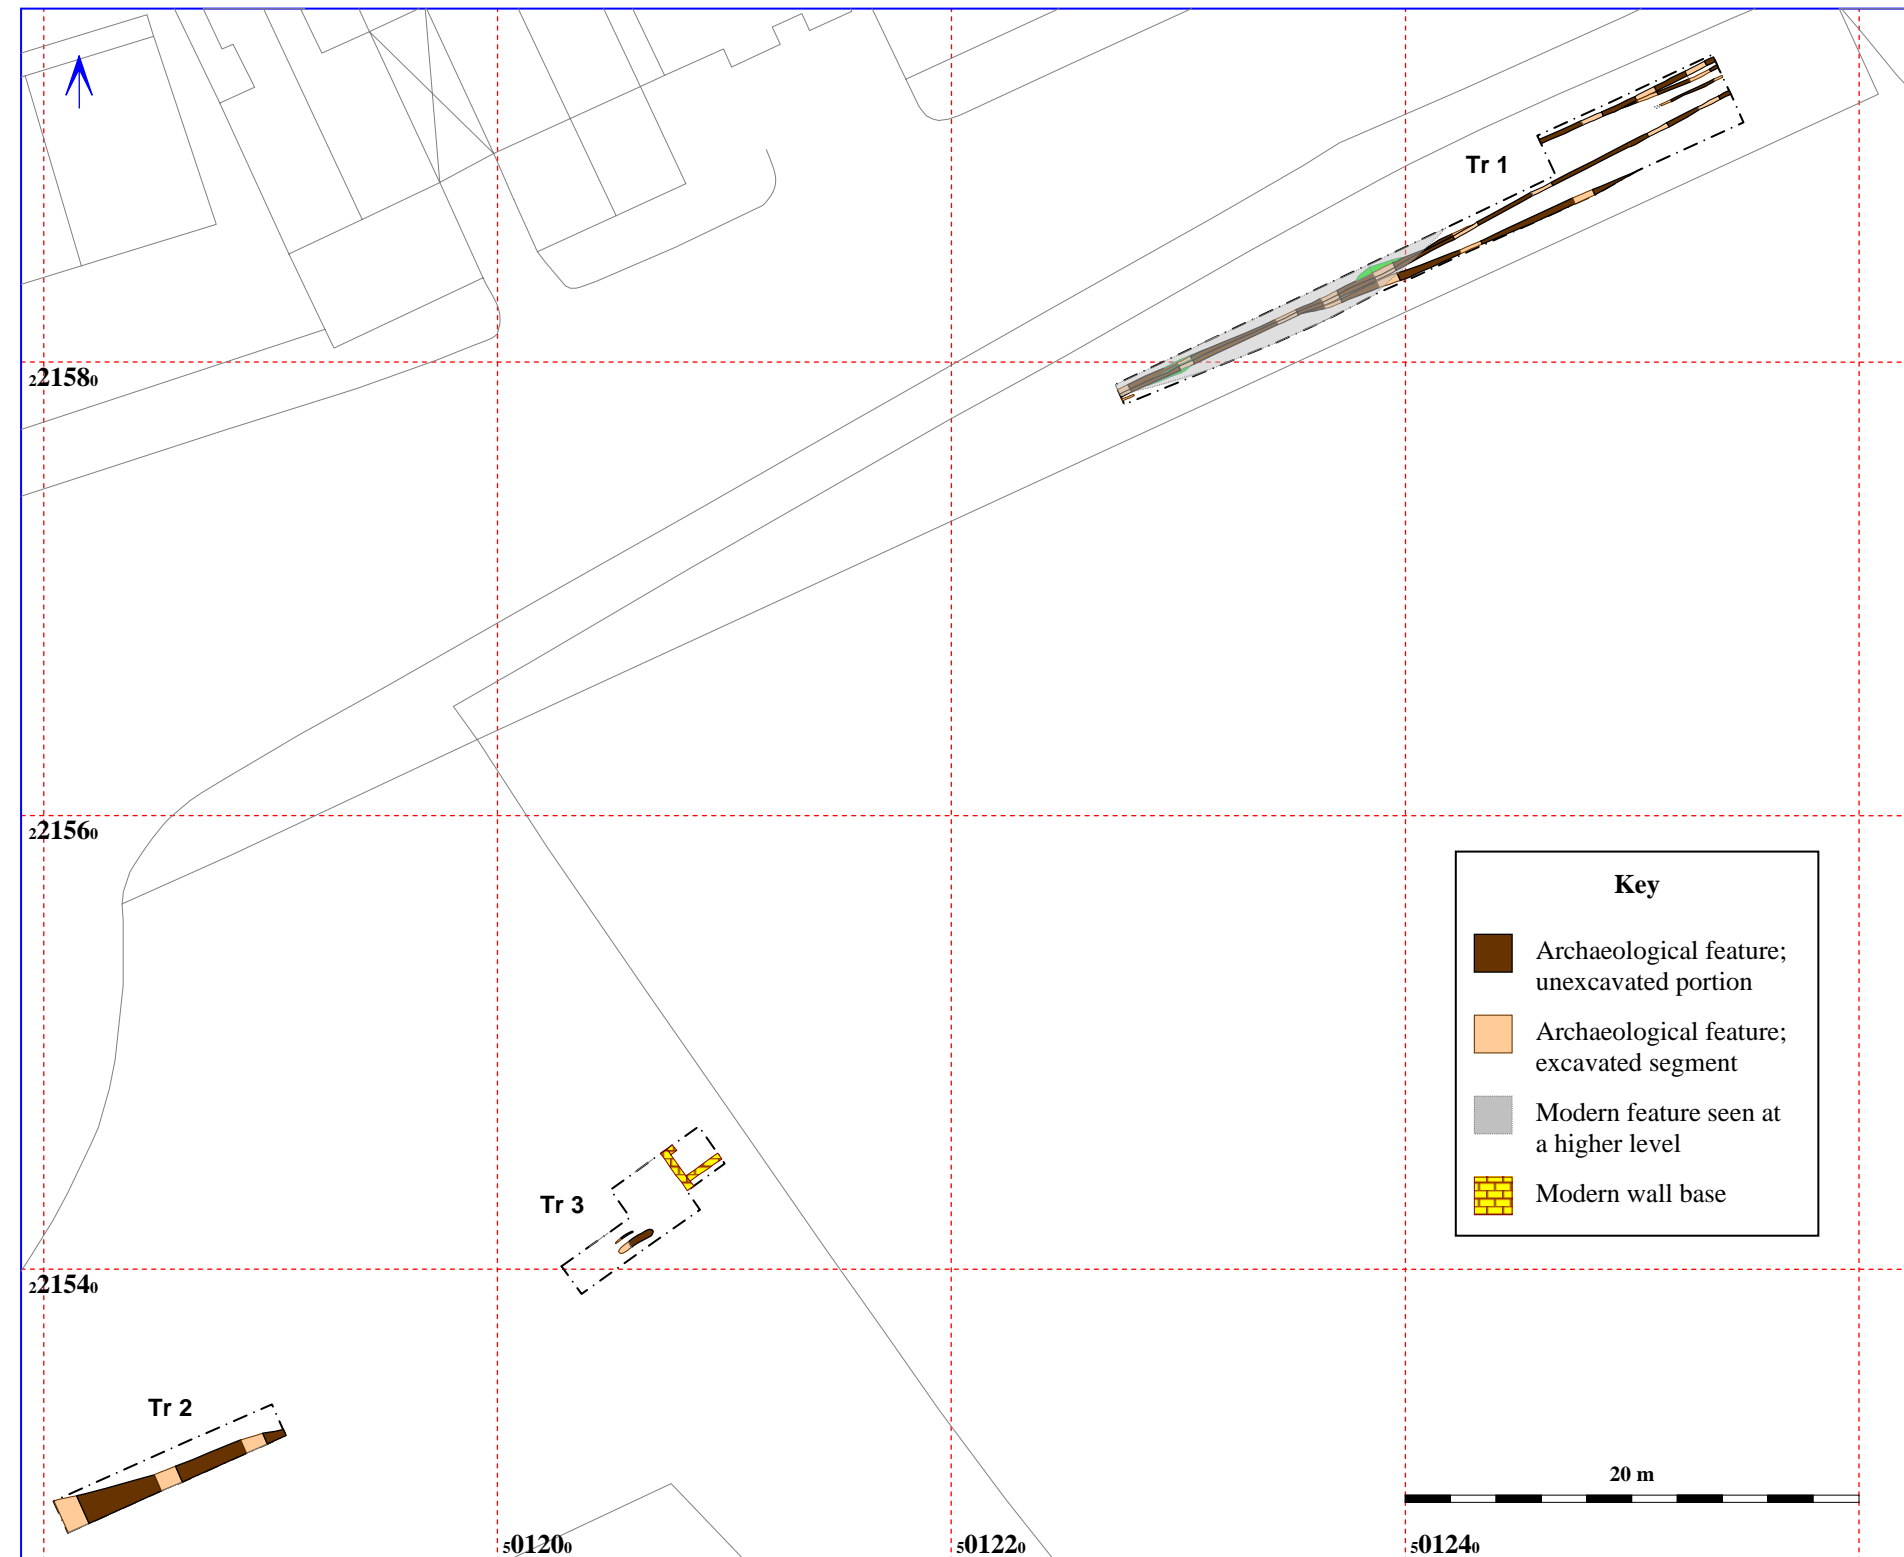 Tr 1
221580
221560
Key
Archaeological feature;
unexcavated portion
Archaeological feature;
excavated segment
Modern feature seen at
a higher level
Modern wall base
Tr 3
221540
Tr 2
20 m
501200
501220
501240